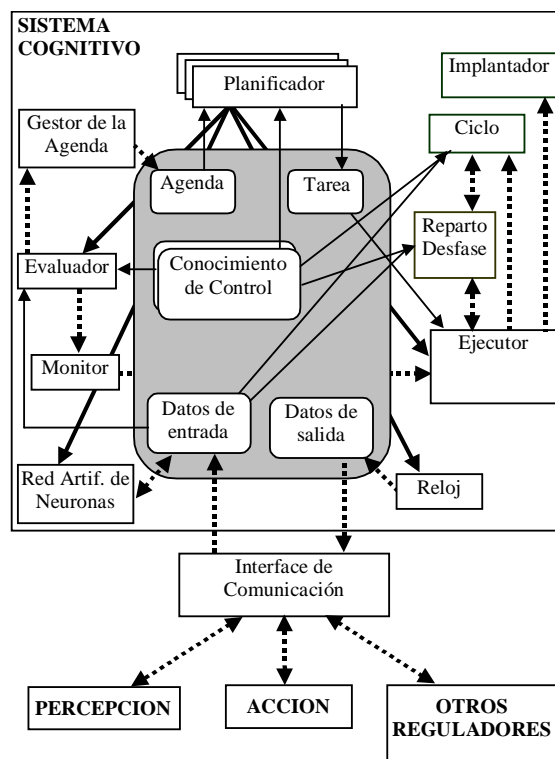 SISTEMA
COGNITIVO
Planificador
Implantador
Gestor de la
Agenda
Ciclo
Agenda
Tarea
Reparto
Desfase
Evaluador
Conocimiento
de Control
Ejecutor
Monitor
Datos de
entrada
Datos de
salida
Red Artif. de
Neuronas
Reloj
Interface de
Comunicación
PERCEPCION
ACCION
OTROS
REGULADORES